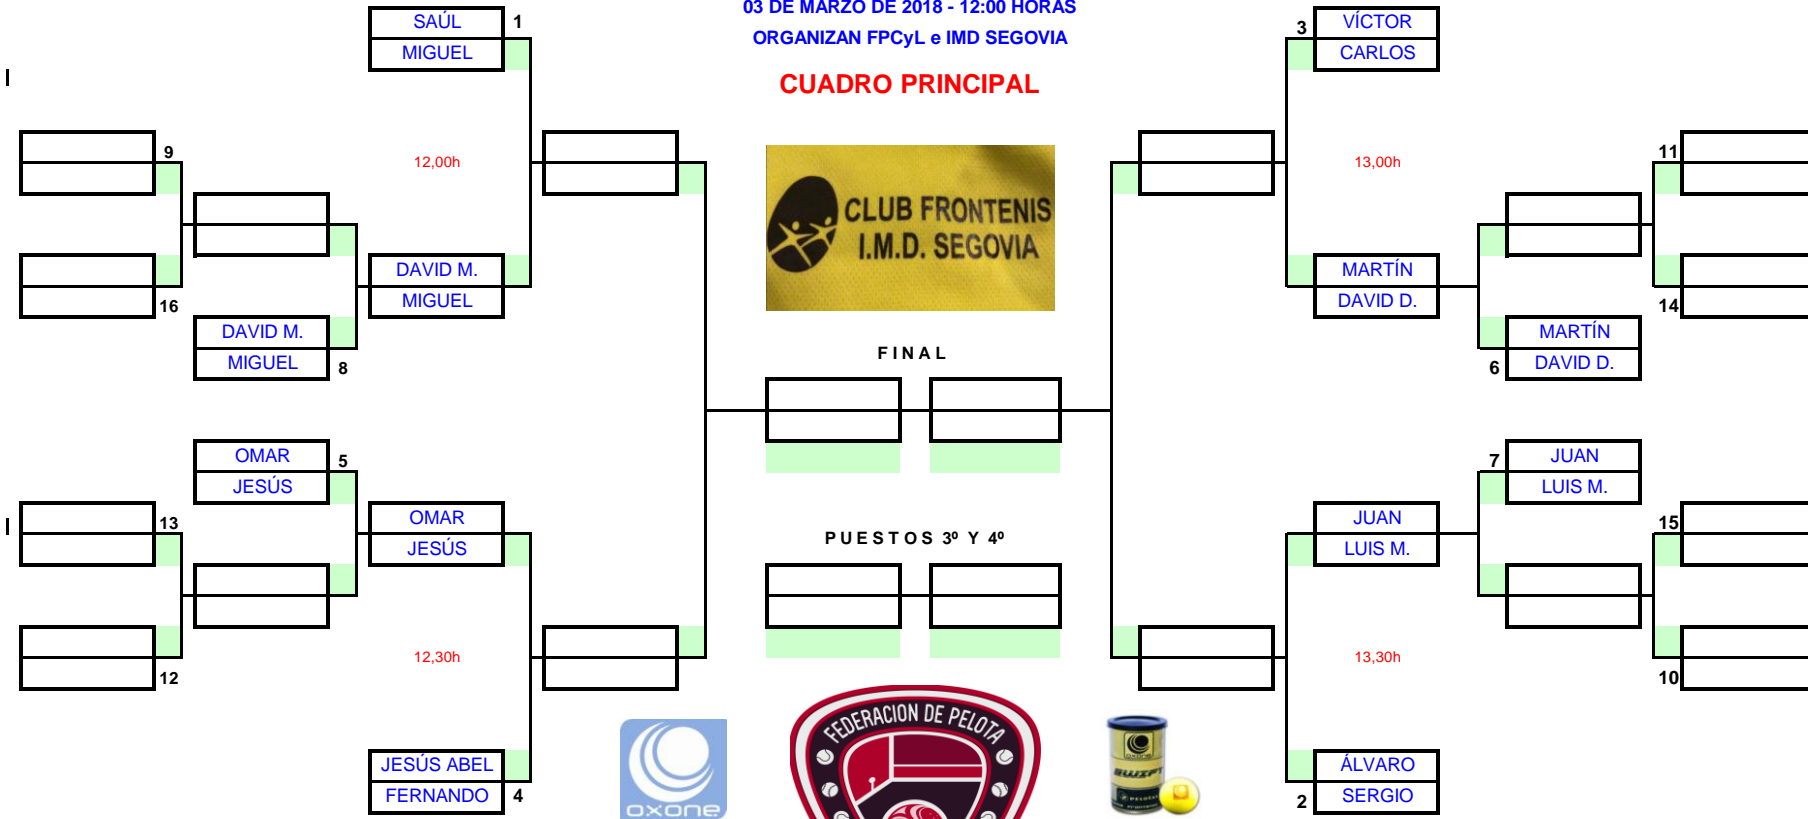 03 DE MARZO DE 2018 - 12:00 HORAS
ORGANIZAN FPCyL e IMD SEGOVIA
CUADRO PRINCIPAL
SAÚL 1
MIGUEL
9
12,00h
16
DAVID M.
MIGUEL
DAVID M.
MIGUEL 8
OMAR 5
JESÚS
13
OMAR
JESÚS
12
12,30h
JESÚS ABEL
FERNANDO 4
CLUB FRONTENIS
I.M.D. SEGOVIA
FINAL
PUESTOS 3º Y 4º
oxone
FEDERACION DE PELOTA
SWIFT
3 VÍCTOR
CARLOS
13,00h
11
MARTÍN
DAVID D.
14
MARTÍN
6 DAVID D.
7 JUAN
LUIS M.
JUAN
LUIS M.
15
13,30h
10
ÁLVARO
2 SERGIO